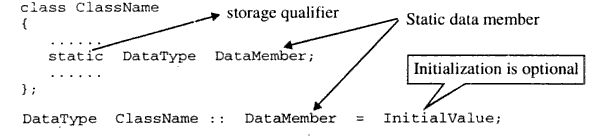 class ClassName
storage qualifier
Static data member
{
......
static DataType DataMember;
......
Initialization is optional
};
DataType ClassName :: DataMember = InitialValue;